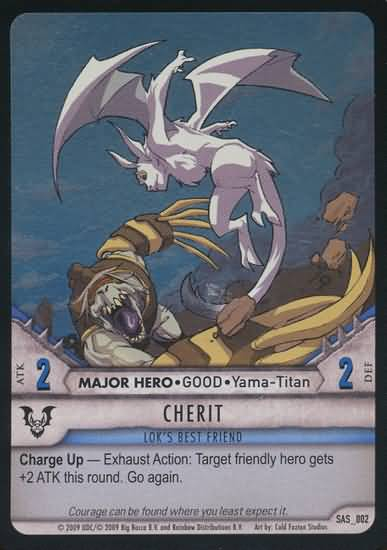 ATK 2
MAJOR HERO•GOOD•Yama-Titan
2 DEF
CHERIT
LOK'S BEST FRIEND
Charge Up — Exhaust Action: Target friendly hero gets
+2 ATK this round. Go again.
Courage can be found where you least expect it.
SAS_002
© 2009 UDC/© 2009 Big Bocca B.V. and Rainbow Distributions B.V. Art by: Cold Fusion Studios